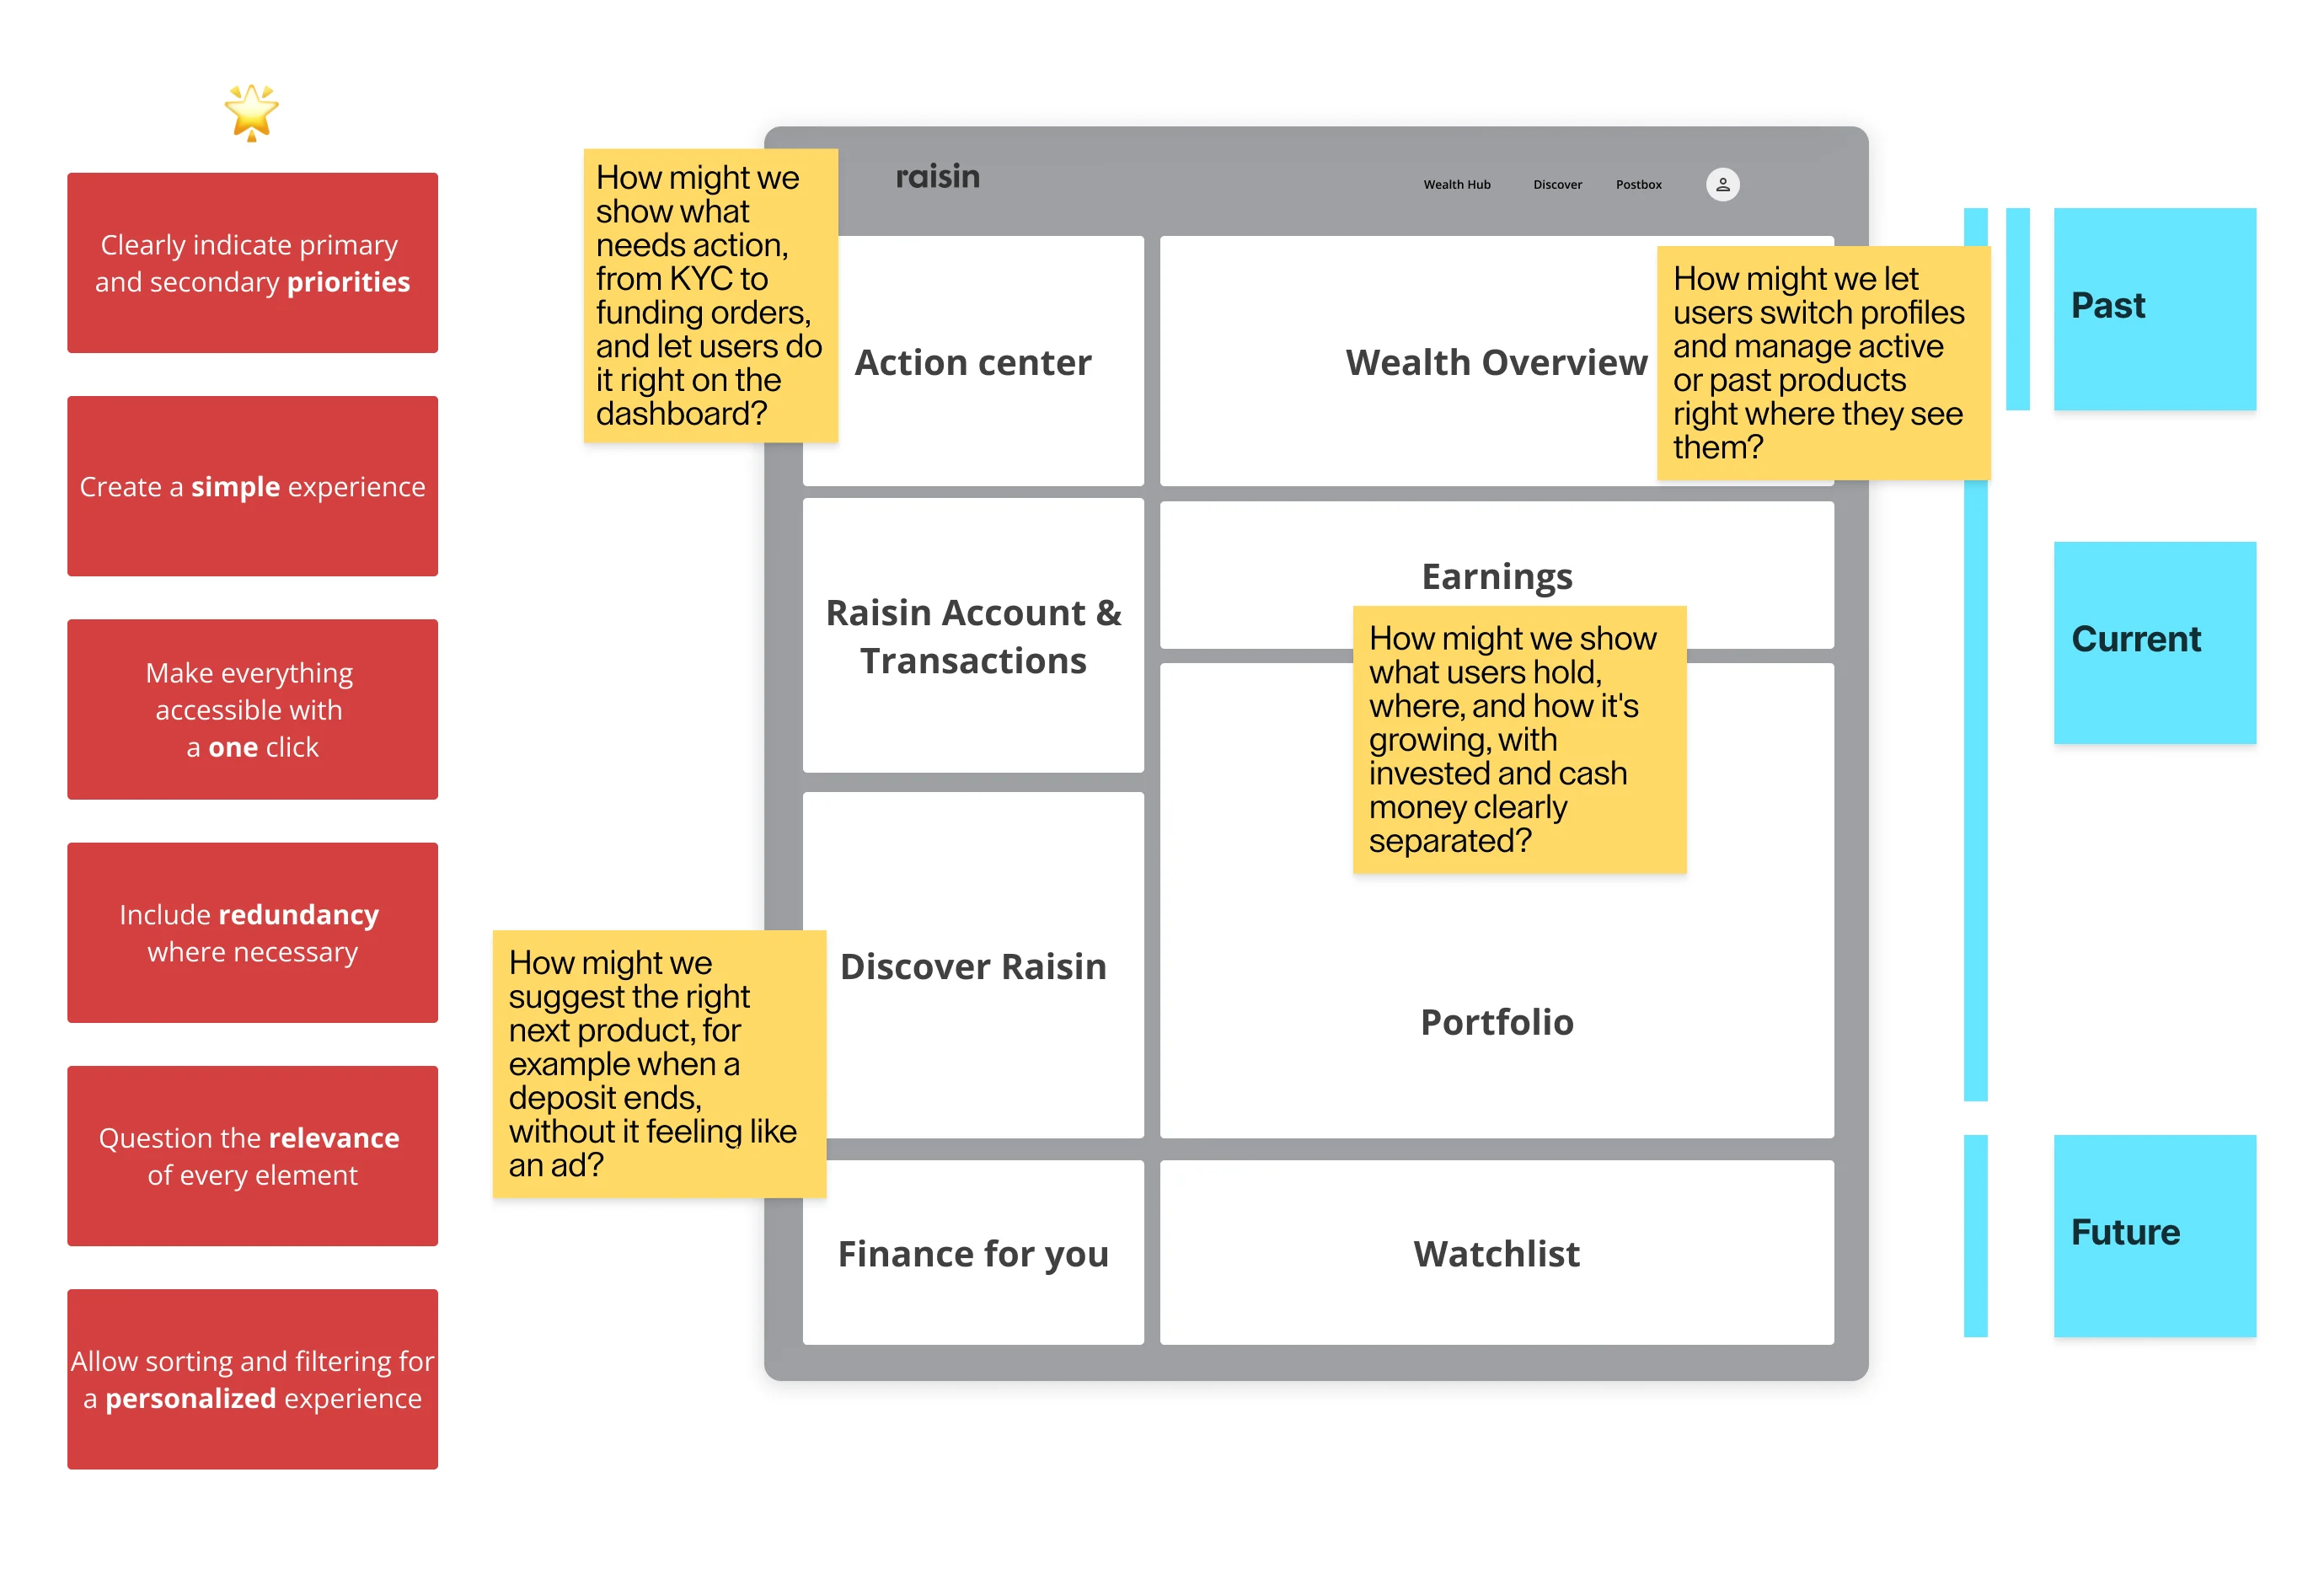 Clearly indicate primary
and secondary priorities
Create a simple experience
Make everything
accessible with
a one click
Include redundancy
where necessary
Question the relevance
of every element
Allow sorting and filtering for
a personalized experience
How might we
show what
needs action,
from KYC to
funding orders,
and let users do
it right on the
dashboard?
raisin
Wealth Hub
Discover
Postbox
Action center
Wealth Overview
How might we let
users switch profiles
and manage active
or past products
right where they see
them?
Raisin Account &
Transactions
Earnings
How might we show
what users hold,
where, and how it's
growing, with
invested and cash
money clearly
separated?
How might we
suggest the right
next product, for
example when a
deposit ends,
without it feeling like
an ad?
Discover Raisin
Portfolio
Finance for you
Watchlist
Past
Current
Future